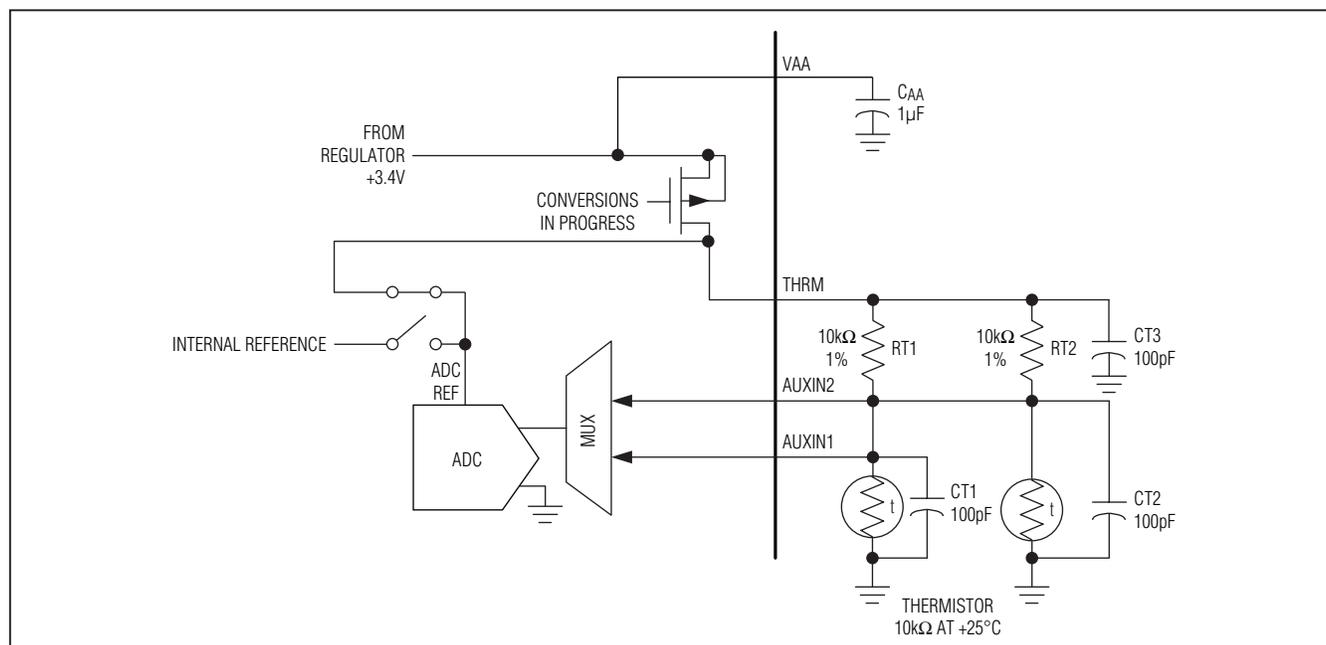 VAA
CAA
1µF
FROM
REGULATOR
+3.4V
CONVERSIONS
IN PROGRESS
THRM
INTERNAL REFERENCE
10kΩ
1%
RT1
10kΩ
1%
RT2
CT3
100pF
ADC
REF
AUXIN2
MUX
AUXIN1
ADC
t
CT1
100pF
t
CT2
100pF
THERMISTOR
10kΩ AT +25°C